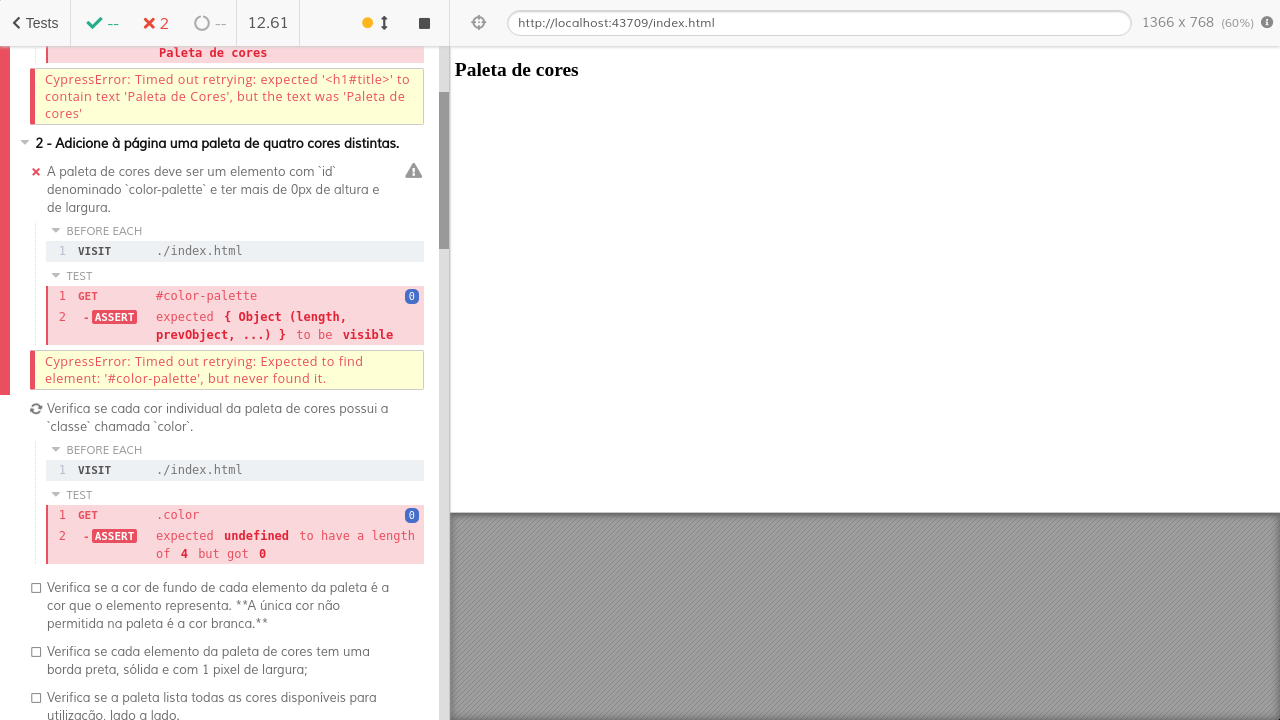 Tests
--
2
--
12.61
http://localhost:43709/index.html
1366 x 768 (60%)
Paleta de cores
CypressError: Timed out retrying: expected '<h1#title>' to
contain text 'Paleta de Cores', but the text was 'Paleta de
cores'
2 - Adicione à página uma paleta de quatro cores distintas.
A paleta de cores deve ser um elemento com `id`
denominado `color-palette` e ter mais de 0px de altura e
de largura.
BEFORE EACH
1 VISIT ./index.html
TEST
1 GET #color-palette 0
2 -ASSERT expected { Object (length,
prevObject, ...) } to be visible
CypressError: Timed out retrying: Expected to find
element: '#color-palette', but never found it.
Verifica se cada cor individual da paleta de cores possui a
`classe` chamada `color`.
BEFORE EACH
1 VISIT ./index.html
TEST
1 GET .color 0
2 -ASSERT expected undefined to have a length
of 4 but got 0
Verifica se a cor de fundo de cada elemento da paleta é a
cor que o elemento representa. **A única cor não
permitida na paleta é a cor branca.**
Verifica se cada elemento da paleta de cores tem uma
borda preta, sólida e com 1 pixel de largura;
Verifica se a paleta lista todas as cores disponíveis para
utilização, lado a lado.
Paleta de cores